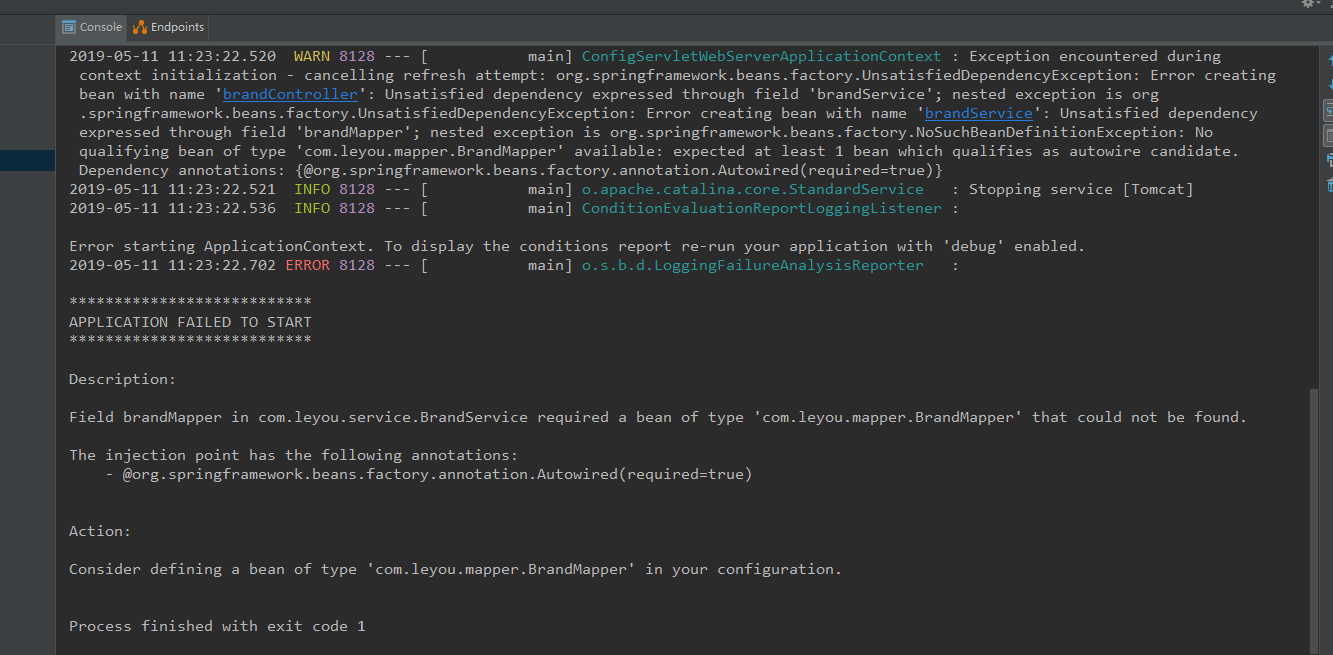 Console Endpoints
2019-05-11 11:23:22.520  WARN 8128 --- [           main] ConfigServletWebServerApplicationContext : Exception encountered during
context initialization - cancelling refresh attempt: org.springframework.beans.factory.UnsatisfiedDependencyException: Error creating
bean with name 'brandController': Unsatisfied dependency expressed through field 'brandService'; nested exception is org
.springframework.beans.factory.UnsatisfiedDependencyException: Error creating bean with name 'brandService': Unsatisfied dependency
expressed through field 'brandMapper'; nested exception is org.springframework.beans.factory.NoSuchBeanDefinitionException: No
qualifying bean of type 'com.leyou.mapper.BrandMapper' available: expected at least 1 bean which qualifies as autowire candidate.
Dependency annotations: {@org.springframework.beans.factory.annotation.Autowired(required=true)}
2019-05-11 11:23:22.521  INFO 8128 --- [           main] o.apache.catalina.core.StandardService   : Stopping service [Tomcat]
2019-05-11 11:23:22.536  INFO 8128 --- [           main] ConditionEvaluationReportLoggingListener :
Error starting ApplicationContext. To display the conditions report re-run your application with 'debug' enabled.
2019-05-11 11:23:22.702 ERROR 8128 --- [           main] o.s.b.d.LoggingFailureAnalysisReporter   :
***************************
APPLICATION FAILED TO START
***************************
Description:
Field brandMapper in com.leyou.service.BrandService required a bean of type 'com.leyou.mapper.BrandMapper' that could not be found.
The injection point has the following annotations:
- @org.springframework.beans.factory.annotation.Autowired(required=true)
Action:
Consider defining a bean of type 'com.leyou.mapper.BrandMapper' in your configuration.
Process finished with exit code 1